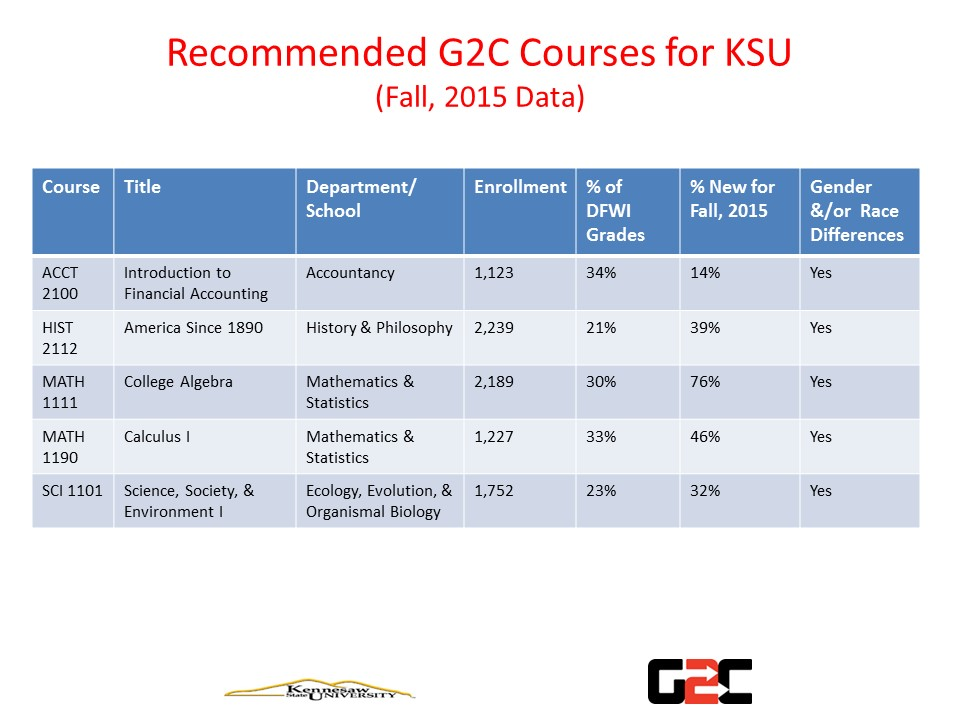 Recommended G2C Courses for KSU
(Fall, 2015 Data)
Course Title Department/ School Enrollment % of DFWI Grades % New for Fall, 2015 Gender &/or Race Differences
ACCT 2100 Introduction to Financial Accounting Accountancy 1,123 34% 14% Yes
HIST 2112 America Since 1890 History & Philosophy 2,239 21% 39% Yes
MATH 1111 College Algebra Mathematics & Statistics 2,189 30% 76% Yes
MATH 1190 Calculus I Mathematics & Statistics 1,227 33% 46% Yes
SCI 1101 Science, Society, & Environment I Ecology, Evolution, & Organismal Biology 1,752 23% 32% Yes
Kennesaw
State UNIVERSITY
G2C